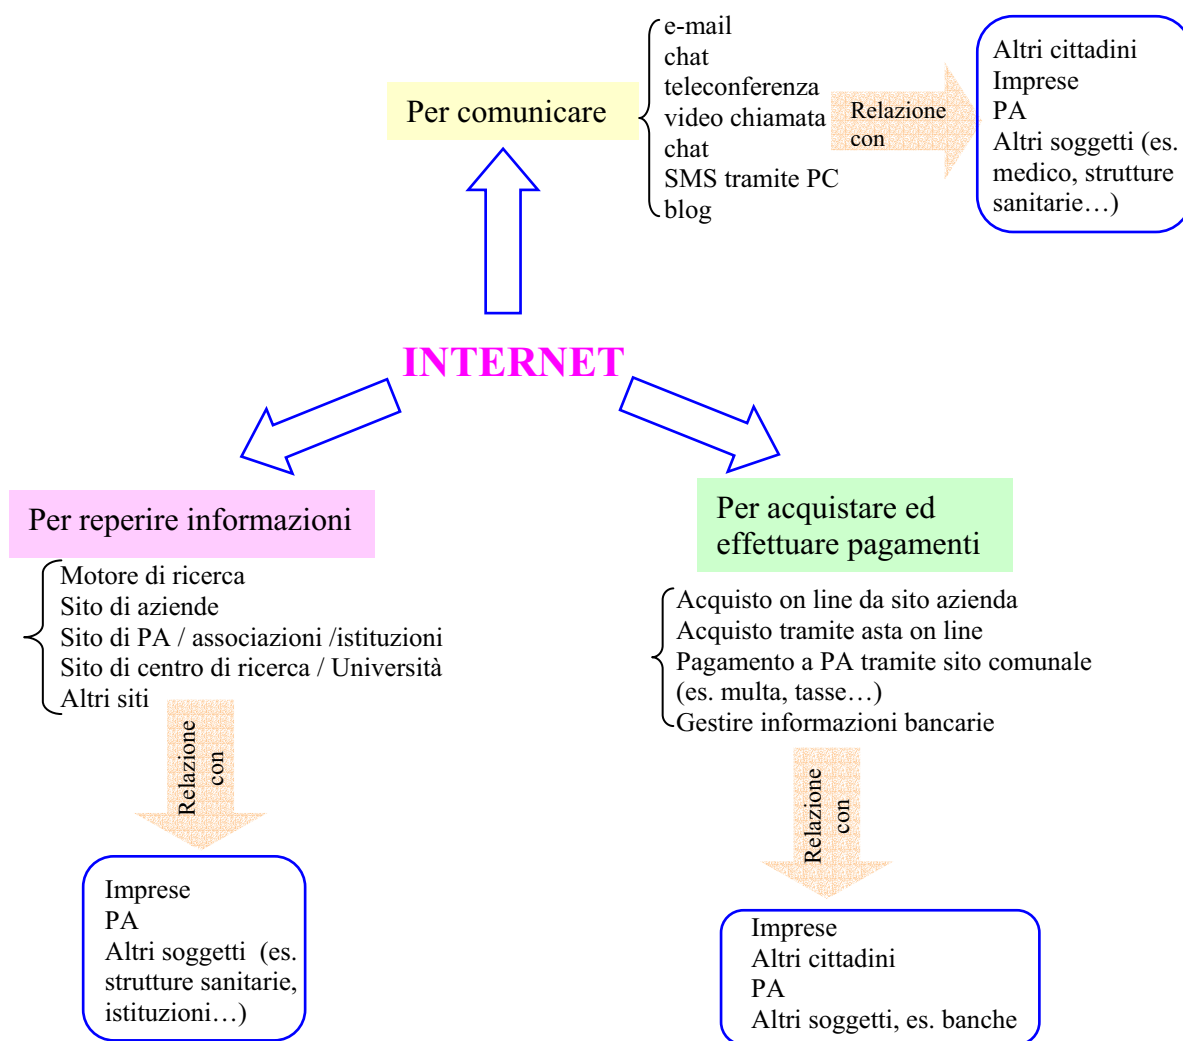 Per comunicare
e-mail
chat
teleconferenza
video chiamata
chat
SMS tramite PC
blog
Relazione
con
Altri cittadini
Imprese
PA
Altri soggetti (es.
medico, strutture
sanitarie…)
INTERNET
Per reperire informazioni
Motore di ricerca
Sito di aziende
Sito di PA / associazioni /istituzioni
Sito di centro di ricerca / Università
Altri siti
Relazione
con
Imprese
PA
Altri soggetti (es.
strutture sanitarie,
istituzioni…)
Per acquistare ed
effettuare pagamenti
Acquisto on line da sito azienda
Acquisto tramite asta on line
Pagamento a PA tramite sito comunale
(es. multa, tasse…)
Gestire informazioni bancarie
Relazione
con
Imprese
Altri cittadini
PA
Altri soggetti, es. banche